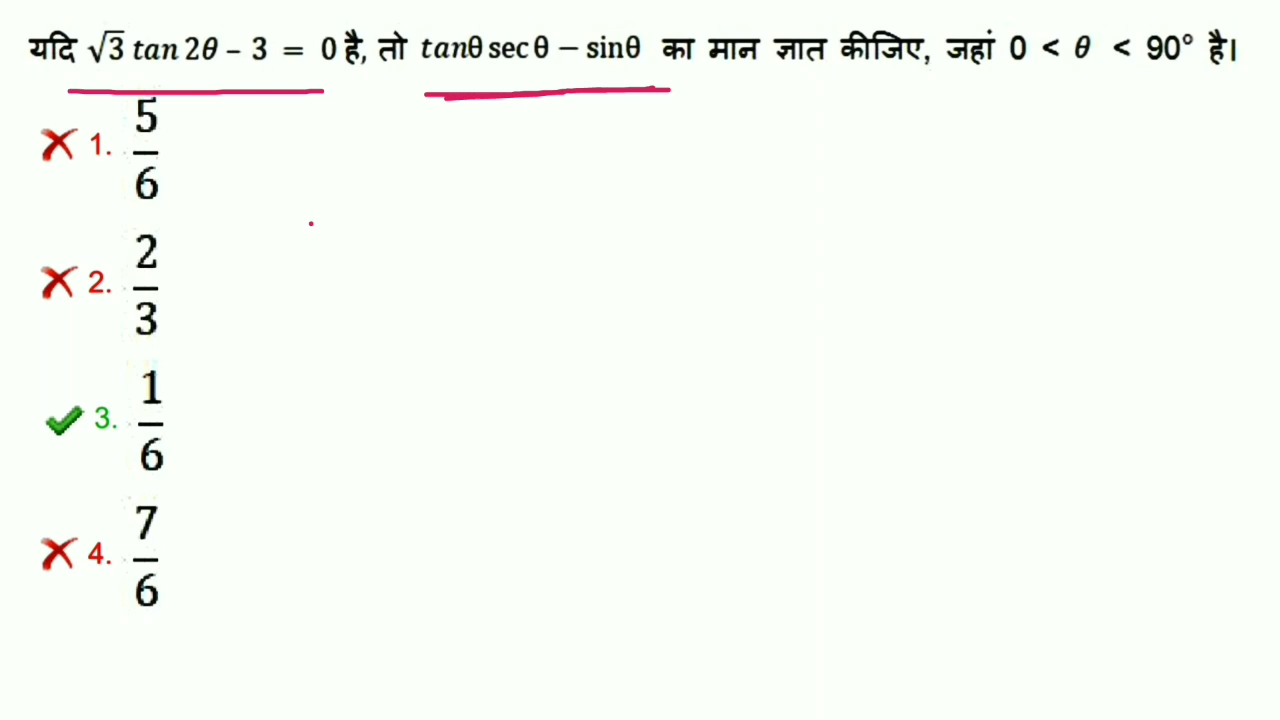 यदि √3 tan 2θ – 3 = 0 है, तो tanθ sec θ – sinθ का मान ज्ञात कीजिए, जहां 0 < θ < 90° है।
1. 5/6
2. 2/3
3. 1/6
4. 7/6